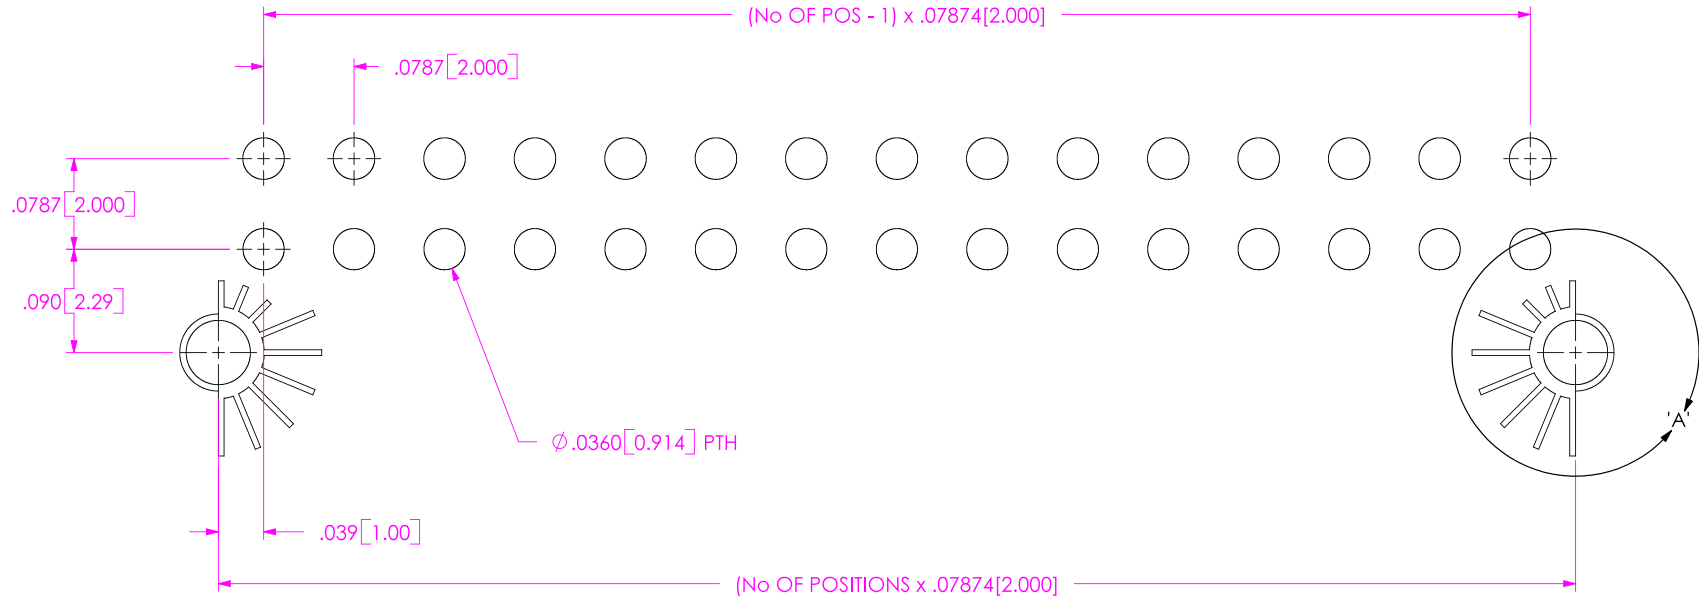 (No OF POS - 1) x .07874[2.000]
.0787[2.000]
.0787[2.000]
.090[2.29]
'A'
Ø.0360[0.914] PTH
.039[1.00]
(No OF POSITIONS x .07874[2.000]